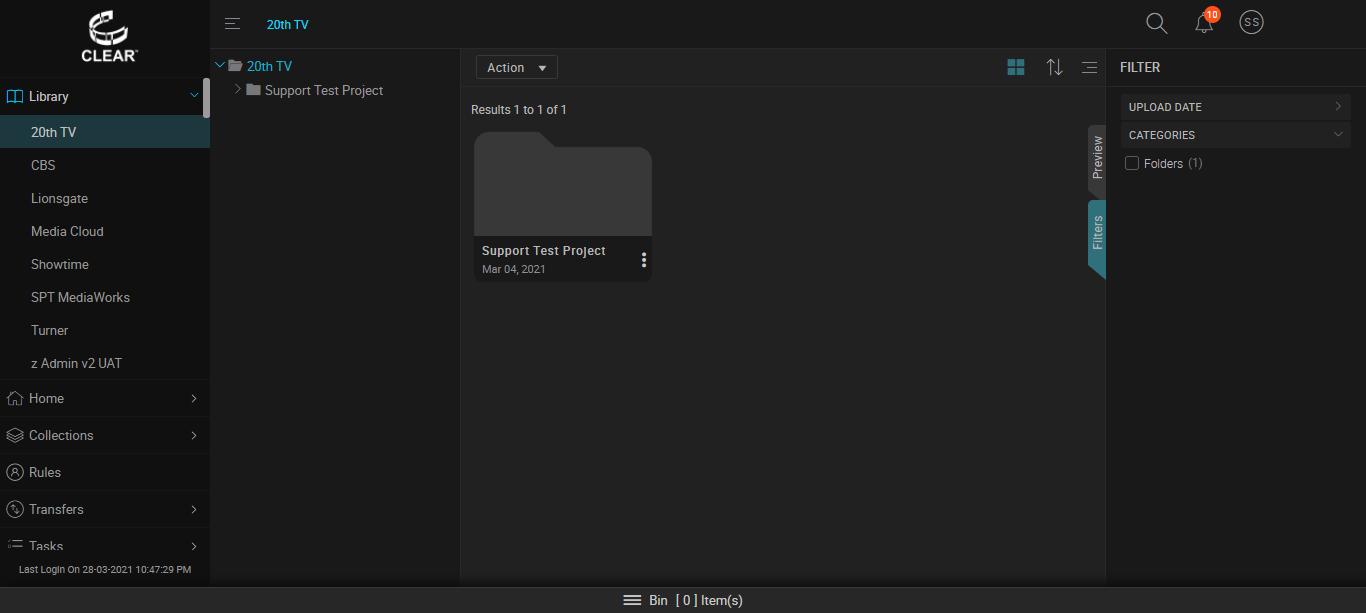 CLEAR™
20th TV
10
SS
Library
20th TV
CBS
Lionsgate
Media Cloud
Showtime
SPT MediaWorks
Turner
z Admin v2 UAT
Home
Collections
Rules
Transfers
Tasks
Last Login On 28-03-2021 10:47:29 PM
20th TV
Support Test Project
Action
Results 1 to 1 of 1
Support Test Project
Mar 04, 2021
Preview
Filters
FILTER
UPLOAD DATE
CATEGORIES
Folders (1)
Bin [ 0 ] Item(s)